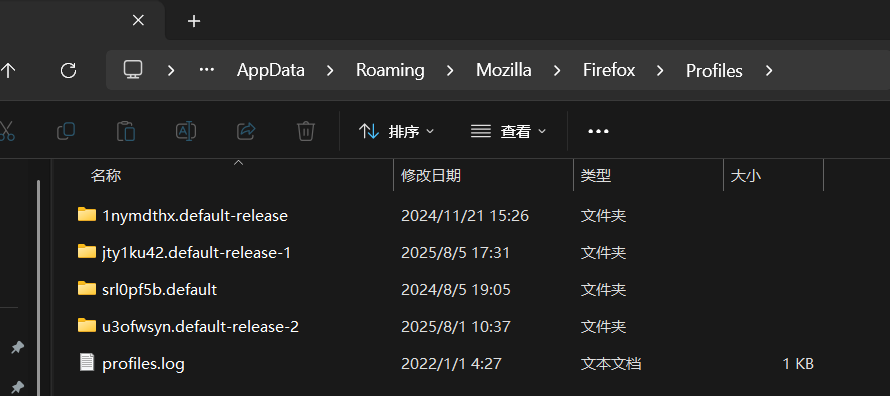 AppData Roaming Mozilla Firefox Profiles
排序 查看
名称 修改日期 类型 大小
1nymdthx.default-release 2024/11/21 15:26 文件夹
jty1ku42.default-release-1 2025/8/5 17:31 文件夹
srl0pf5b.default 2024/8/5 19:05 文件夹
u3ofwsyn.default-release-2 2025/8/1 10:37 文件夹
profiles.log 2022/1/1 4:27 文本文档 1 KB